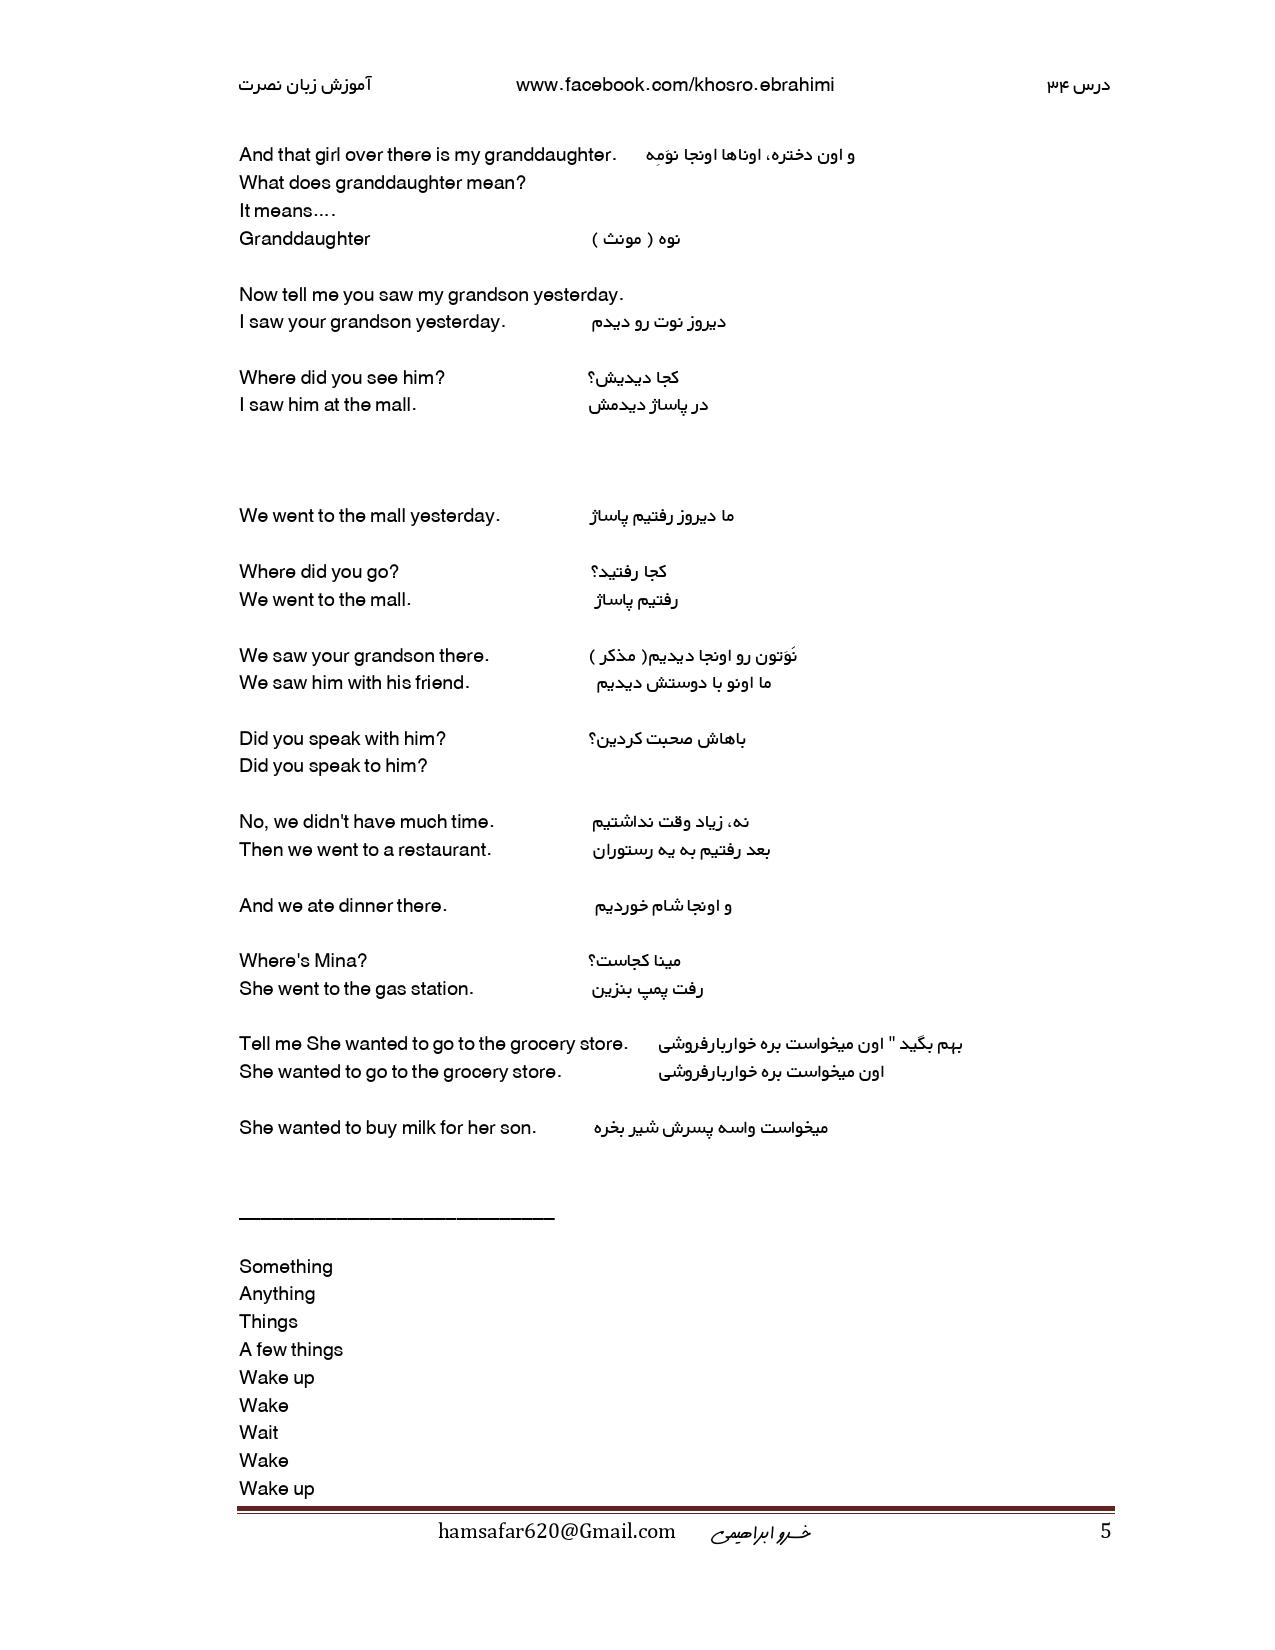 آموزش زبان نصرت www.facebook.com/khosro.ebrahimi درس ۳۴
And that girl over there is my granddaughter. و اون دختره، اوناها اونجا نوَمِه
What does granddaughter mean?
It means….
Granddaughter نوه ( مونث )
Now tell me you saw my grandson yesterday.
I saw your grandson yesterday. دیروز نوت رو دیدم
Where did you see him? کجا دیدیش؟
I saw him at the mall. در پاساژ دیدمش
We went to the mall yesterday. ما دیروز رفتیم پاساژ
Where did you go? کجا رفتید؟
We went to the mall. رفتیم پاساژ
We saw your grandson there. نَوَتون رو اونجا دیدیم( مذکر )
We saw him with his friend. ما اونو با دوستش دیدیم
Did you speak with him? باهاش صحبت کردین؟
Did you speak to him?
No, we didn't have much time. نه، زیاد وقت نداشتیم
Then we went to a restaurant. بعد رفتیم به یه رستوران
And we ate dinner there. و اونجا شام خوردیم
Where's Mina? مینا کجاست؟
She went to the gas station. رفت پمپ بنزین
Tell me She wanted to go to the grocery store. بهم بگید " اون میخواست بره خواربارفروشی
She wanted to go to the grocery store. اون میخواست بره خواربارفروشی
She wanted to buy milk for her son. میخواست واسه پسرش شیر بخره
______________________________
Something
Anything
Things
A few things
Wake up
Wake
Wait
Wake
Wake up
hamsafar620@Gmail.com خسرو ابراهیمی 5